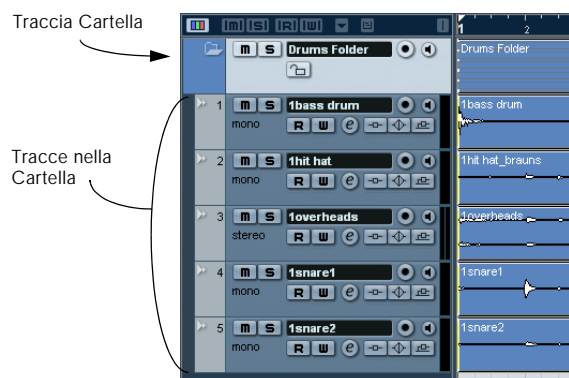 Traccia Cartella
Tracce nella
Cartella
M S R W
1 2
m S Drums Folder
Drums Folder
1 m S 1bass drum
mono R W e
1bass drum
2 m S 1hit hat
mono R W e
1hit hat_brauns
3 m S 1overheads
stereo R W e
1overheads
4 m S 1snare1
mono R W e
1snare1
5 m S 1snare2
mono R W e
1snare2